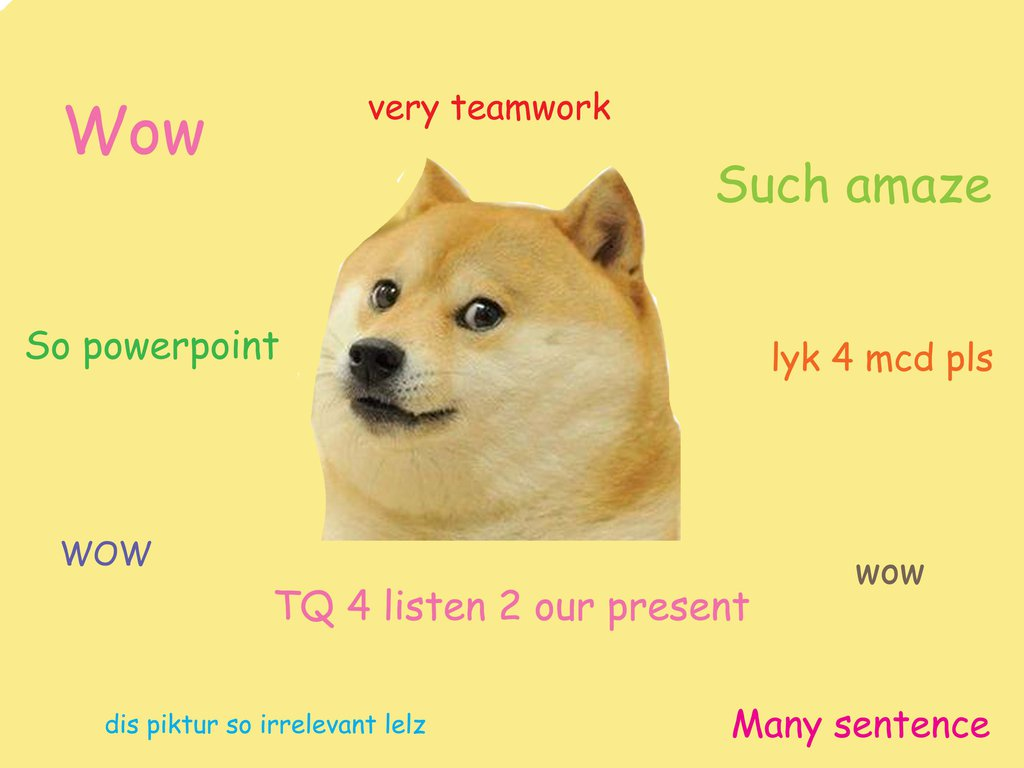 Wow
very teamwork
Such amaze
So powerpoint
lyk 4 mcd pls
wow
wow
TQ 4 listen 2 our present
dis piktur so irrelevant lelz
Many sentence